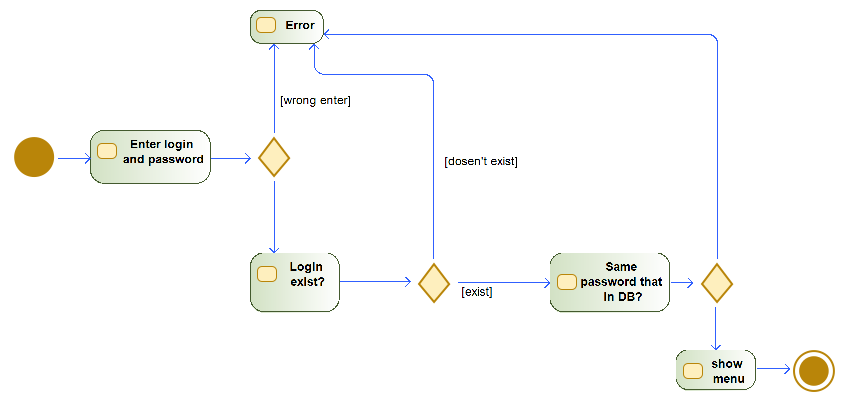 Error
[wrong enter]
Enter login
and password
[dosen't exist]
Login
exist?
[exist]
Same
password that
in DB?
show
menu